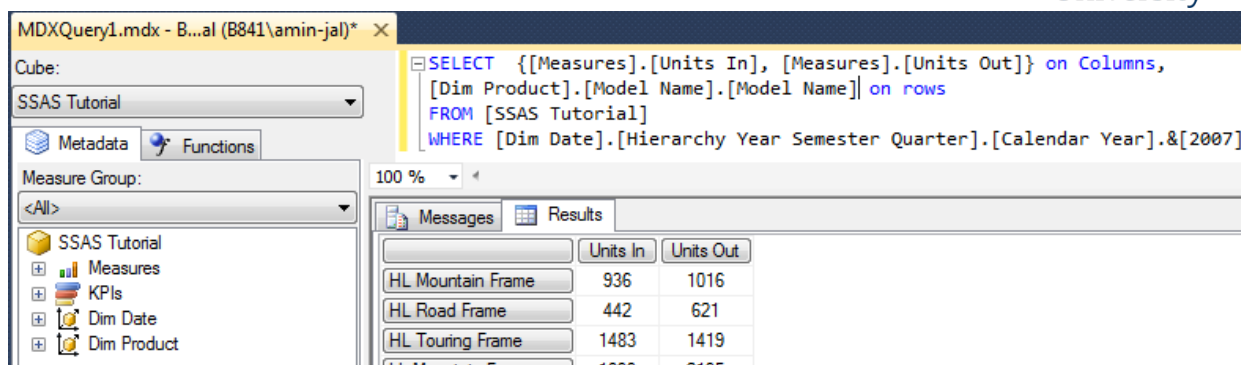 MDXQuery1.mdx - B...al (B841\amin-jal)*
Cube:
SSAS Tutorial
Metadata
Functions
Measure Group:
<All>
SSAS Tutorial
Measures
KPIs
Dim Date
Dim Product
SELECT {[Measures].[Units In], [Measures].[Units Out]} on Columns,
[Dim Product].[Model Name].[Model Name] on rows
FROM [SSAS Tutorial]
WHERE [Dim Date].[Hierarchy Year Semester Quarter].[Calendar Year].&[2007]
100 %
Messages
Results
Units In Units Out
HL Mountain Frame 936 1016
HL Road Frame 442 621
HL Touring Frame 1483 1419